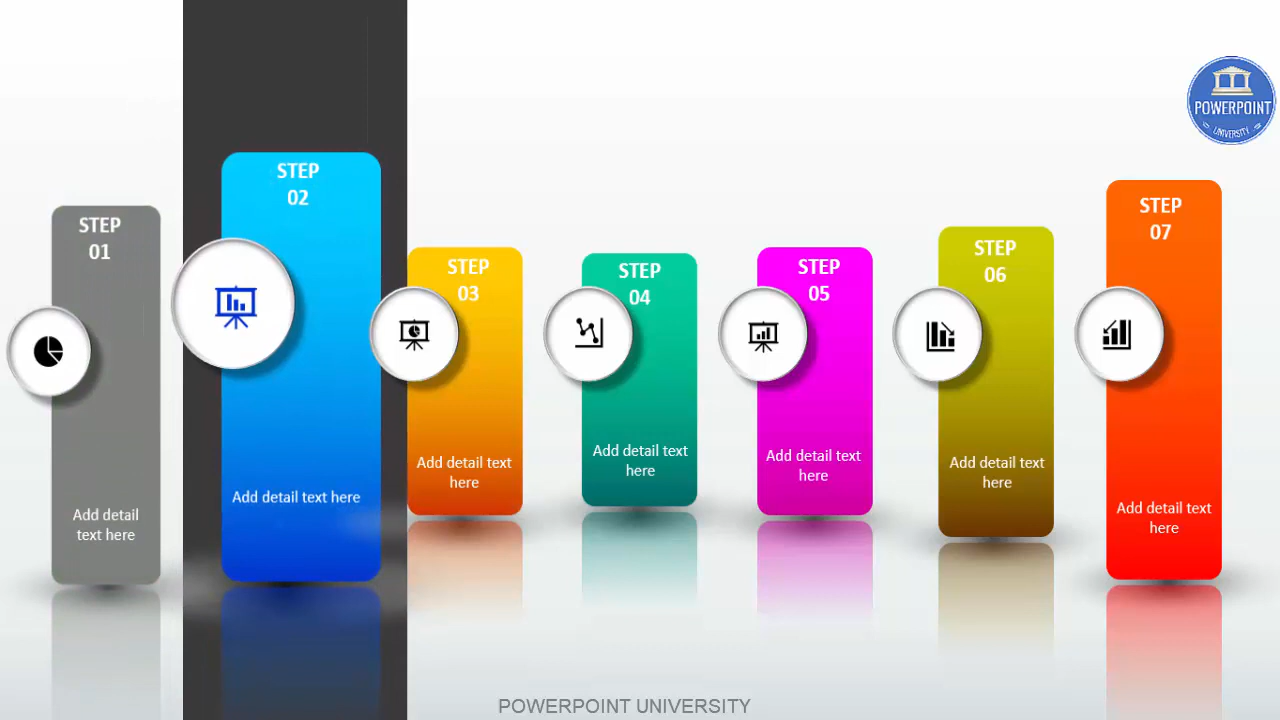 STEP
01
Add detail
text here
STEP
02
Add detail text here
STEP
03
Add detail text
here
STEP
04
Add detail text
here
STEP
05
Add detail text
here
STEP
06
Add detail text
here
STEP
07
Add detail text
here
POWERPOINT
UNIVERSITY
POWERPOINT UNIVERSITY